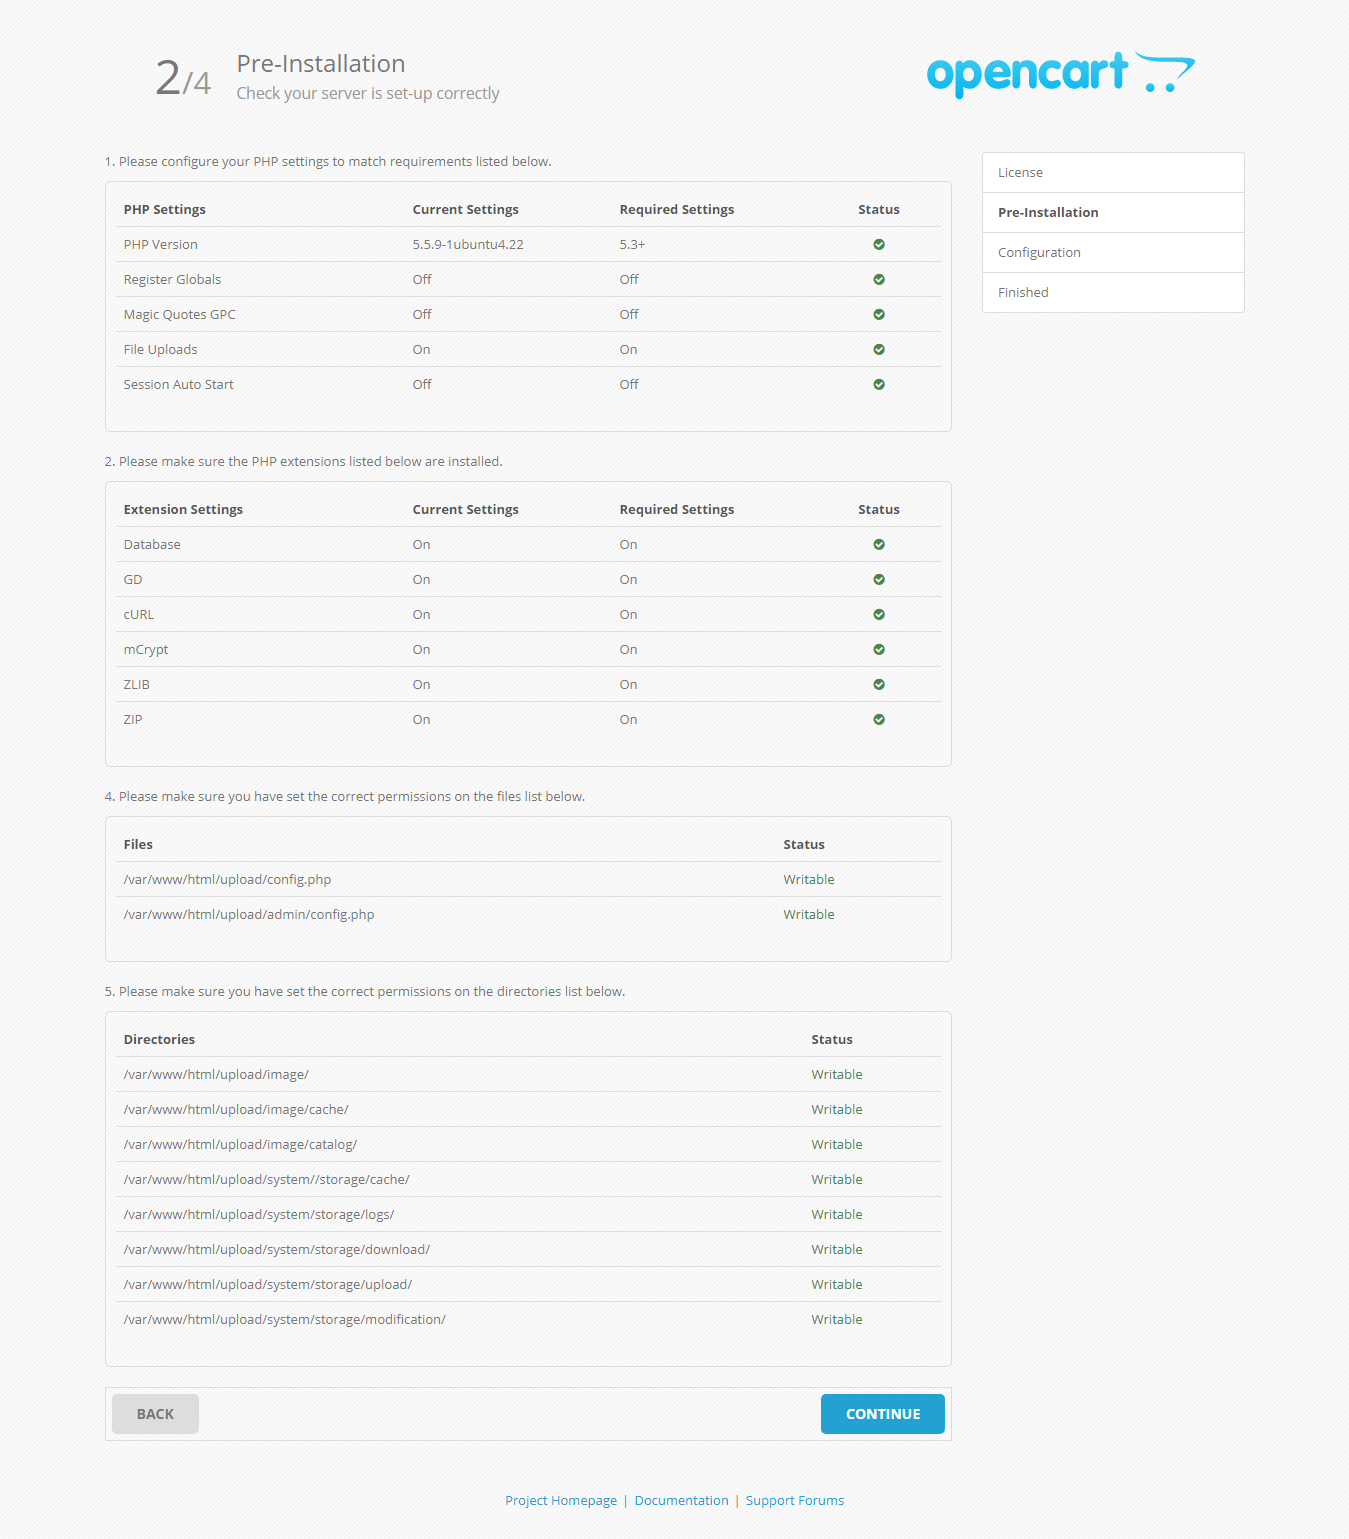 2/4
Pre-Installation
Check your server is set-up correctly
opencart
1. Please configure your PHP settings to match requirements listed below.
PHP Settings Current Settings Required Settings Status
PHP Version 5.5.9-1ubuntu4.22 5.3+
Register Globals Off Off
Magic Quotes GPC Off Off
File Uploads On On
Session Auto Start Off Off
2. Please make sure the PHP extensions listed below are installed.
Extension Settings Current Settings Required Settings Status
Database On On
GD On On
cURL On On
mCrypt On On
ZLIB On On
ZIP On On
4. Please make sure you have set the correct permissions on the files list below.
Files Status
/var/www/html/upload/config.php Writable
/var/www/html/upload/admin/config.php Writable
5. Please make sure you have set the correct permissions on the directories list below.
Directories Status
/var/www/html/upload/image/ Writable
/var/www/html/upload/image/cache/ Writable
/var/www/html/upload/image/catalog/ Writable
/var/www/html/upload/system//storage/cache/ Writable
/var/www/html/upload/system/storage/logs/ Writable
/var/www/html/upload/system/storage/download/ Writable
/var/www/html/upload/system/storage/upload/ Writable
/var/www/html/upload/system/storage/modification/ Writable
BACK CONTINUE
License
Pre-Installation
Configuration
Finished
Project Homepage | Documentation | Support Forums